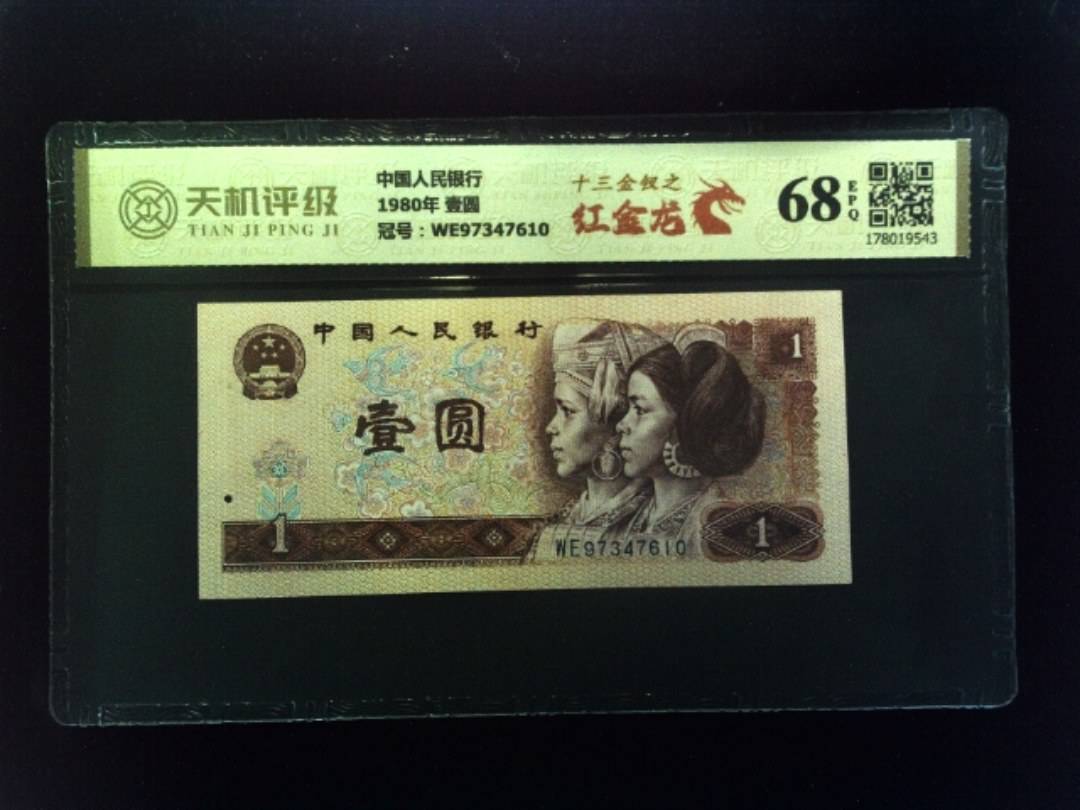 天机评级
TIAN JI PING JI
中国人民银行
1980年 壹圆
冠号：WE97347610
十三金钗之
红金龙
68 EPQ
178019543
中国人民银行
1
壹圆
1
WE97347610
1